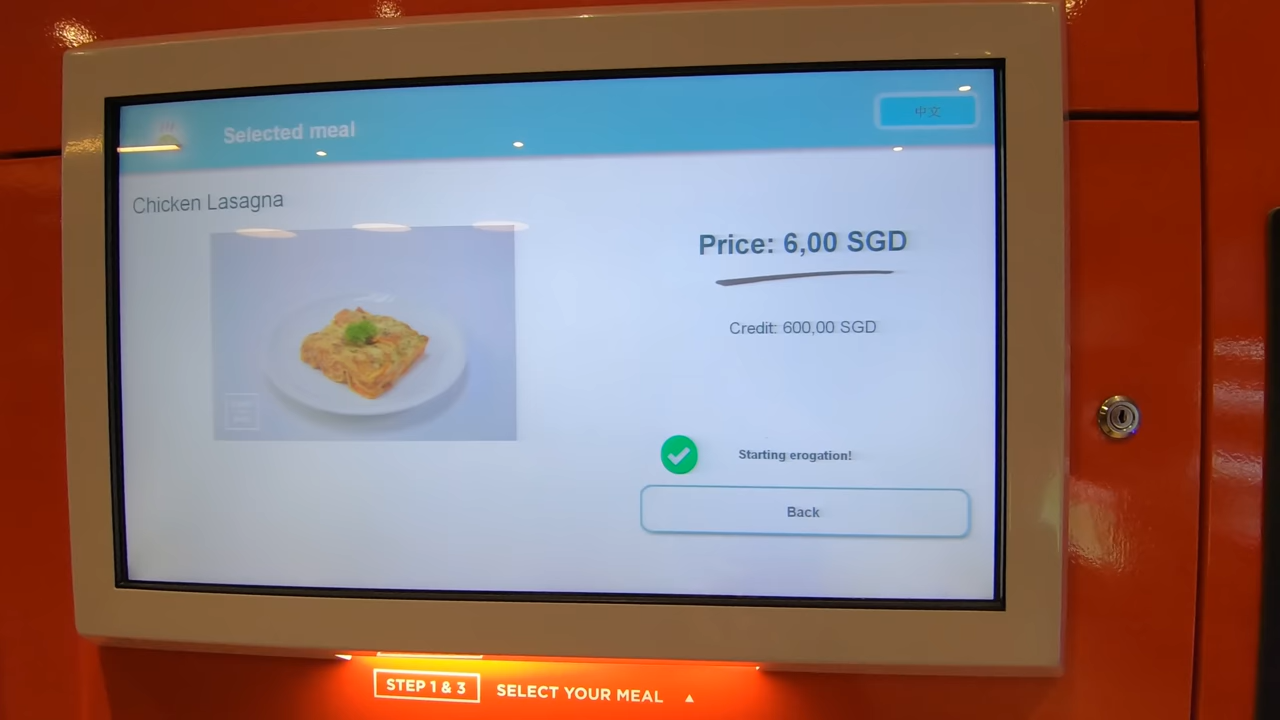 Selected meal
中文
Chicken Lasagna
Price: 6,00 SGD
Credit: 600,00 SGD
Starting erogation!
Back
STEP 1 & 3 SELECT YOUR MEAL ▲